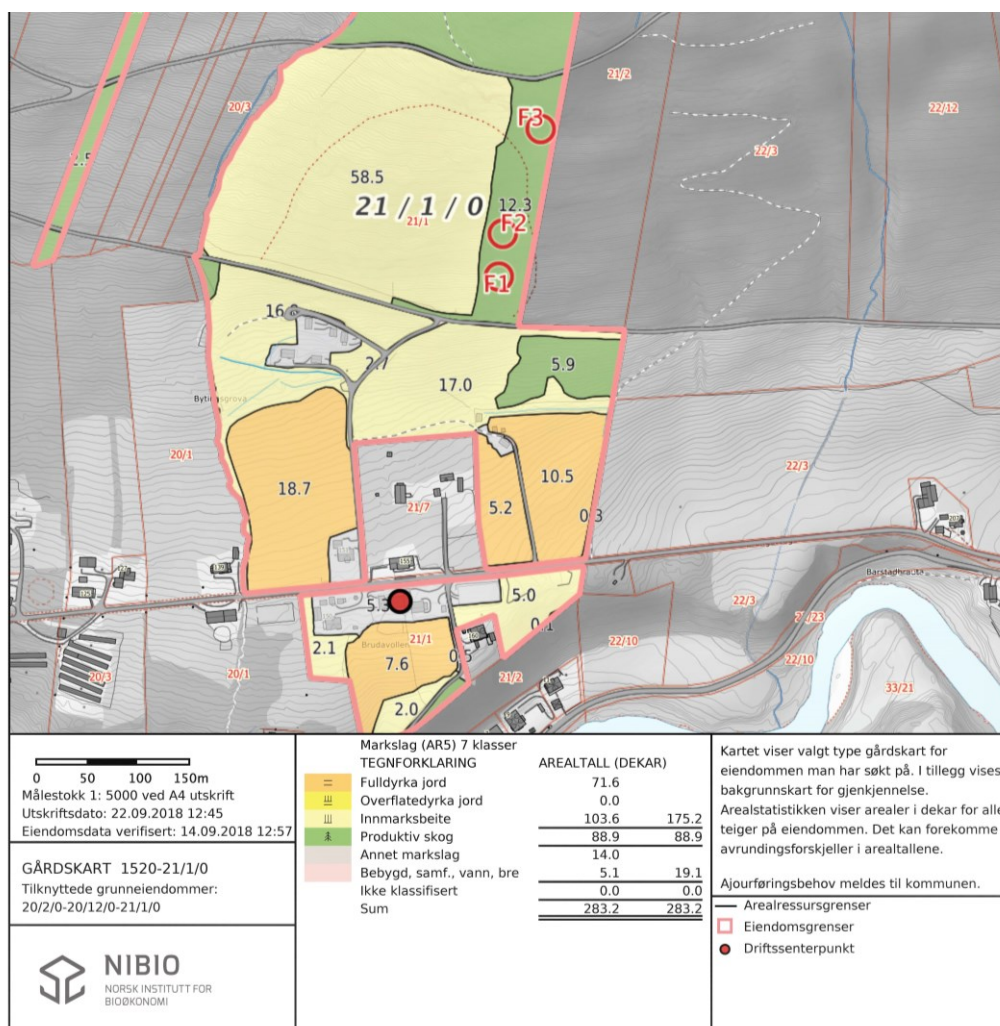 21/2
22/12
20/3
F3
22/3
58.5
21 / 1 / 0
21/1
12.3
F2
F1
2.7
17.0
5.9
20/1
18.7
21/7
5.2
10.5
0.3
22/3
Barstadbrauta
5.3
5.0
2.1
21/1
Brudavollen
7.6
2.0
20/3
20/1
21/2
22/10
22/3
22/10
33/21
0 50 100 150m
Målestokk 1: 5000 ved A4 utskrift
Utskriftsdato: 22.09.2018 12:45
Eiendomsdata verifisert: 14.09.2018 12:57
GÅRDSKART 1520-21/1/0
Tilknyttede grunneiendommer:
20/2/0-20/12/0-21/1/0
NIBIO
NORSK INSTITUTT FOR
BIOØKONOMI
Markslag (AR5) 7 klasser
TEGNFORKLARING AREALTALL (DEKAR)
Fulldyrka jord 71.6
Overflatedyrka jord 0.0
Innmarksbeite 103.6 175.2
Produktiv skog 88.9 88.9
Annet markslag 14.0
Bebygd, samf., vann, bre 5.1 19.1
Ikke klassifisert 0.0 0.0
Sum 283.2 283.2
Kartet viser valgt type gårdskart for
eiendommen man har søkt på. I tillegg vises
bakgrunnskart for gjenkjennelse.
Arealstatistikken viser arealer i dekar for alle
teiger på eiendommen. Det kan forekomme
avrundingsforskjeller i arealtallene.
Ajourføringsbehov meldes til kommunen.
Arealressursgrenser
Eiendomsgrenser
Driftssenterpunkt